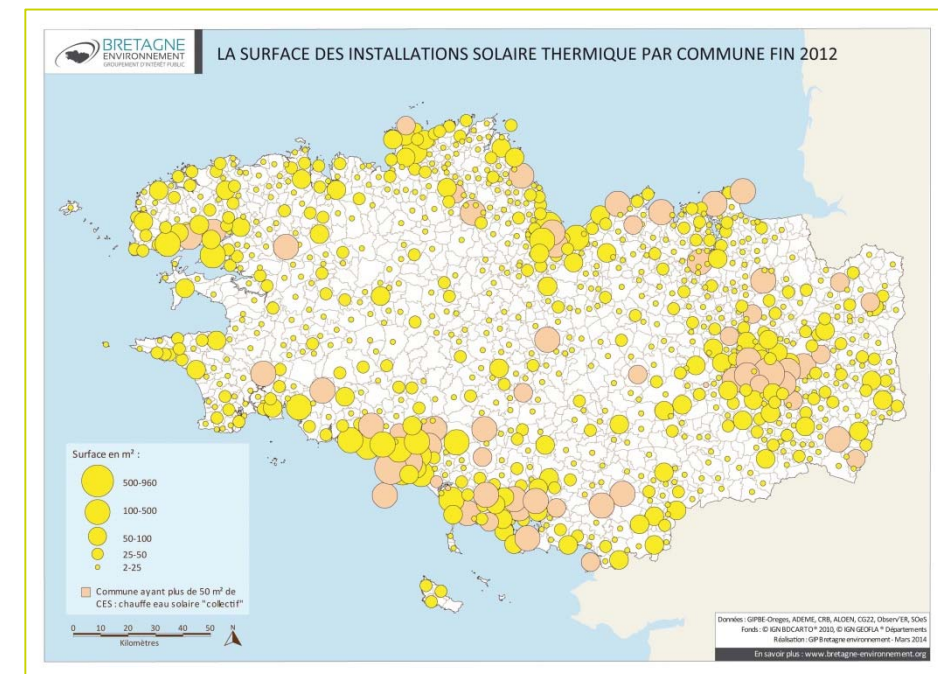 BRETAGNE
ENVIRONNEMENT
GROUPEMENT D'INTÉRÊT PUBLIC
LA SURFACE DES INSTALLATIONS SOLAIRE THERMIQUE PAR COMMUNE FIN 2012
Surface en m² :
500-960
100-500
50-100
25-50
2-25
Commune ayant plus de 50 m² de
CES : chauffe eau solaire "collectif"
0 10 20 30 40 50
Kilomètres
N
Données : GIPBE-Oreges, ADEME, CRB, ALOEN, CG22, Observ'ER, SOeS
Fonds : © IGN BDCARTO® 2010, © IGN GEOFLA ® Départements
Réalisation : GIP Bretagne environnement - Mars 2014
En savoir plus : www.bretagne-environnement.org